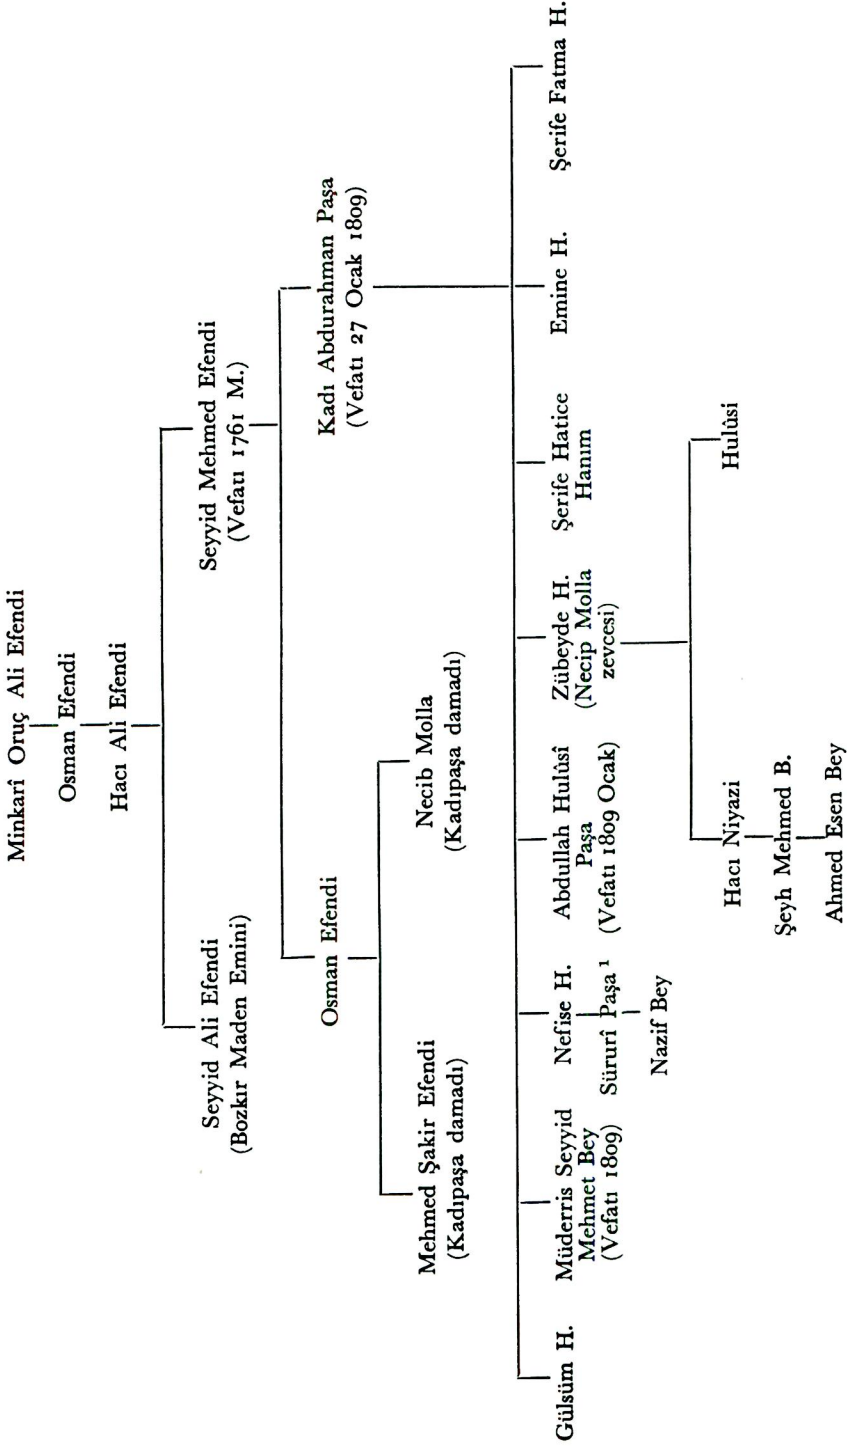 Minkarî Oruç Ali Efendi
Osman Efendi
Hacı Ali Efendi
Seyyid Ali Efendi
(Bozkır Maden Emini)
Seyyid Mehmed Efendi
(Vefatı 1761 M.)
Osman Efendi
Kadı Abdurahman Paşa
(Vefatı 27 Ocak 1809)
Mehmed Şakir Efendi
(Kadıpaşa damadı)
Necib Molla
(Kadıpaşa damadı)
Gülsüm H.
Müderris Seyyid
Mehmet Bey
(Vefatı 1809)
Nefise H.
Sürurî Paşa¹
Nazif Bey
Abdullah Hulûsî
Paşa
(Vefatı 1809 Ocak)
Zübeyde H.
(Necip Molla
zevcesi)
Şerife Hatice
Hanım
Emine H.
Şerife Fatma H.
Hacı Niyazi
Şeyh Mehmed B.
Ahmed Esen Bey
Hulûsi